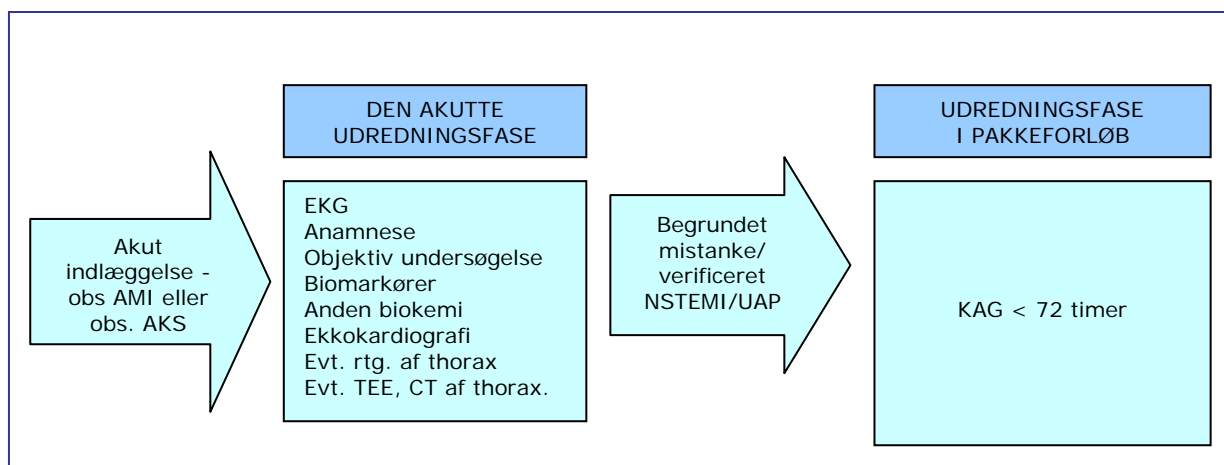 DEN AKUTTE
UDREDNINGSFASE
UDREDNINGSFASE
I PAKKEFORLØB
Akut
indlæggelse -
obs AMI eller
obs. AKS
EKG
Anamnese
Objektiv undersøgelse
Biomarkører
Anden biokemi
Ekkokardiografi
Evt. rtg. af thorax
Evt. TEE, CT af thorax.
Begrundet
mistanke/
verificeret
NSTEMI/UAP
KAG < 72 timer